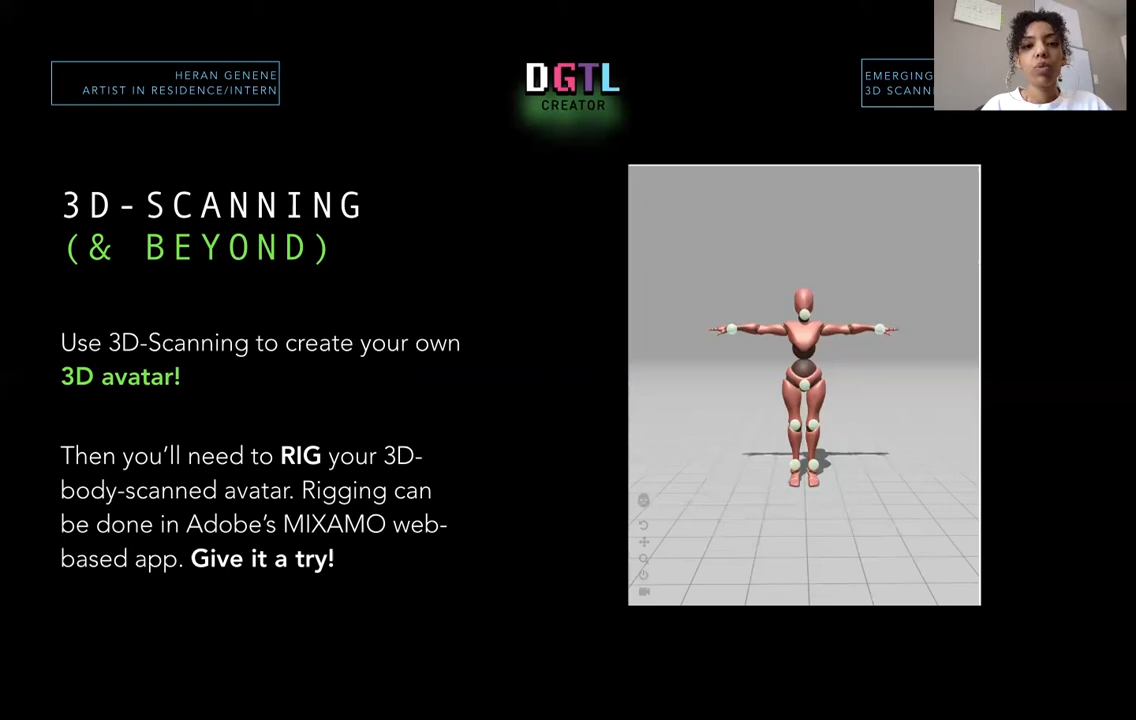 HERAN GENENE
ARTIST IN RESIDENCE/INTERN
DGTL
CREATOR
EMERGING
3D
3D-SCANNING
(& BEYOND)
Use 3D-Scanning to create your own
3D avatar!
Then you’ll need to RIG your 3D-
body-scanned avatar. Rigging can
be done in Adobe’s MIXAMO web-
based app. Give it a try!